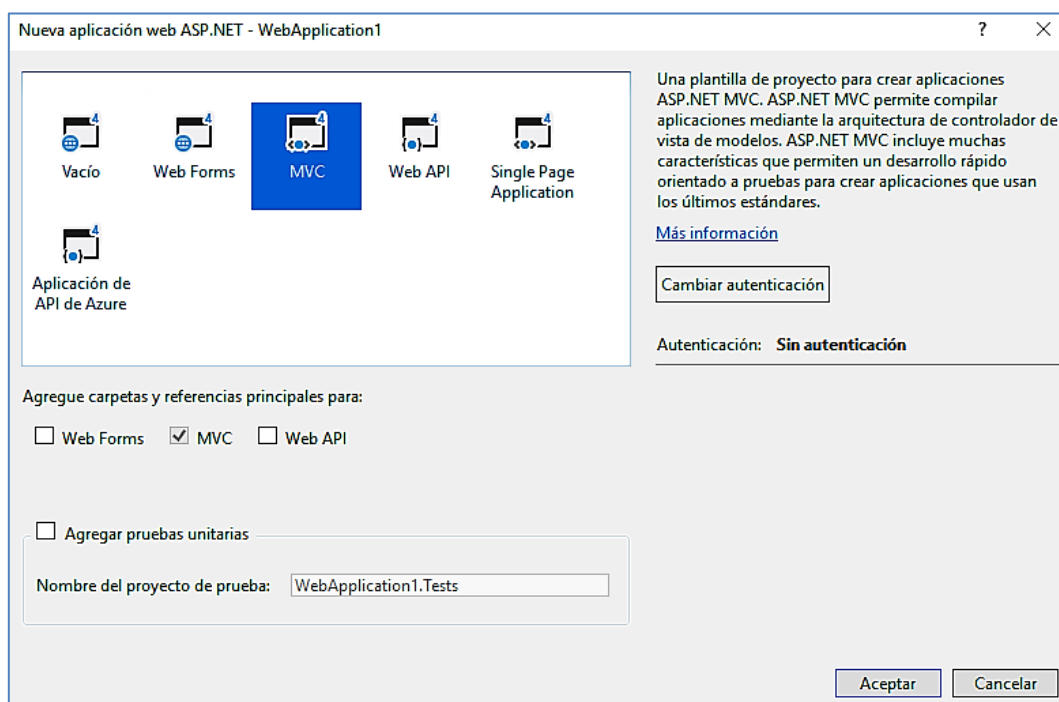 Nueva aplicación web ASP.NET - WebApplication1
?
4
Vacío
4
Web Forms
4
MVC
4
Web API
4
Single Page
Application
4
Aplicación de
API de Azure
Una plantilla de proyecto para crear aplicaciones
ASP.NET MVC. ASP.NET MVC permite compilar
aplicaciones mediante la arquitectura de controlador de
vista de modelos. ASP.NET MVC incluye muchas
características que permiten un desarrollo rápido
orientado a pruebas para crear aplicaciones que usan
los últimos estándares.
Más información
Cambiar autenticación
Autenticación: Sin autenticación
Agregue carpetas y referencias principales para:
Web Forms MVC Web API
Agregar pruebas unitarias
Nombre del proyecto de prueba: WebApplication1.Tests
Aceptar Cancelar